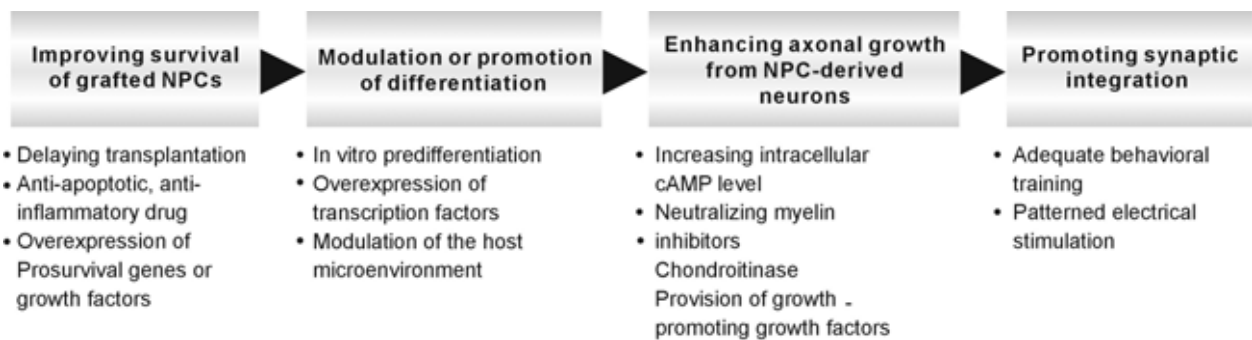 Improving survival
of grafted NPCs
Modulation or promotion
of differentiation
Enhancing axonal growth
from NPC-derived
neurons
Promoting synaptic
integration
• Delaying transplantation
• Anti-apoptotic, anti-
inflammatory drug
• Overexpression of
Prosurvival genes or
growth factors
• In vitro predifferentiation
• Overexpression of
transcription factors
• Modulation of the host
microenvironment
• Increasing intracellular
cAMP level
• Neutralizing myelin
• inhibitors
Chondroitinase
Provision of growth -
promoting growth factors
• Adequate behavioral
training
• Patterned electrical
stimulation